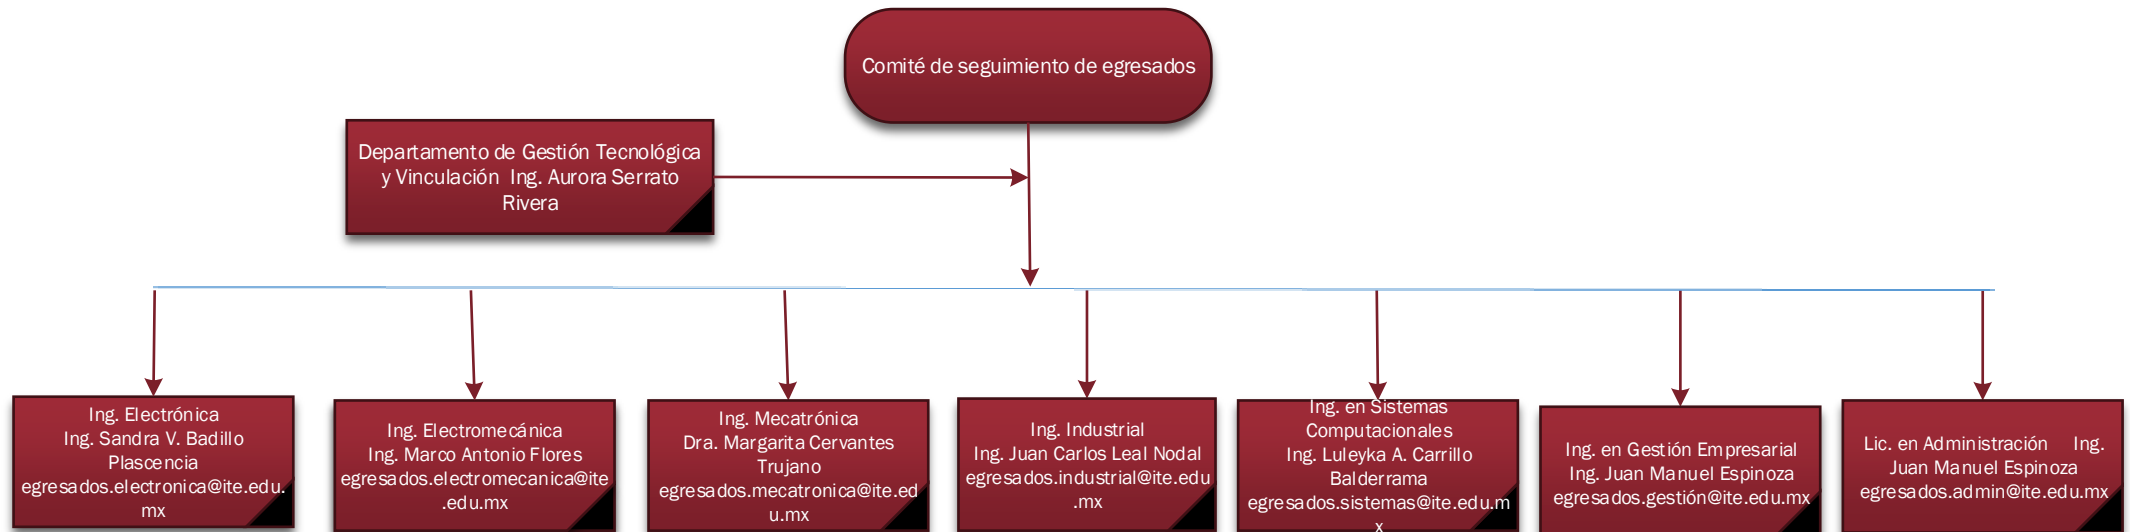 Comité de seguimiento de egresados
Departamento de Gestión Tecnológica
y Vinculación Ing. Aurora Serrato
Rivera
Ing. Electrónica
Ing. Sandra V. Badillo
Plascencia
egresados.electronica@ite.edu.
mx
Ing. Electromecánica
Ing. Marco Antonio Flores
egresados.electromecanica@ite
.edu.mx
Ing. Mecatrónica
Dra. Margarita Cervantes
Trujano
egresados.mecatronica@ite.ed
u.mx
Ing. Industrial
Ing. Juan Carlos Leal Nodal
egresados.industrial@ite.edu
.mx
Ing. en Sistemas
Computacionales
Ing. Luleyka A. Carrillo
Balderrama
egresados.sistemas@ite.edu.m
x
Ing. en Gestión Empresarial
Ing. Juan Manuel Espinoza
egresados.gestión@ite.edu.mx
Lic. en Administración Ing.
Juan Manuel Espinoza
egresados.admin@ite.edu.mx